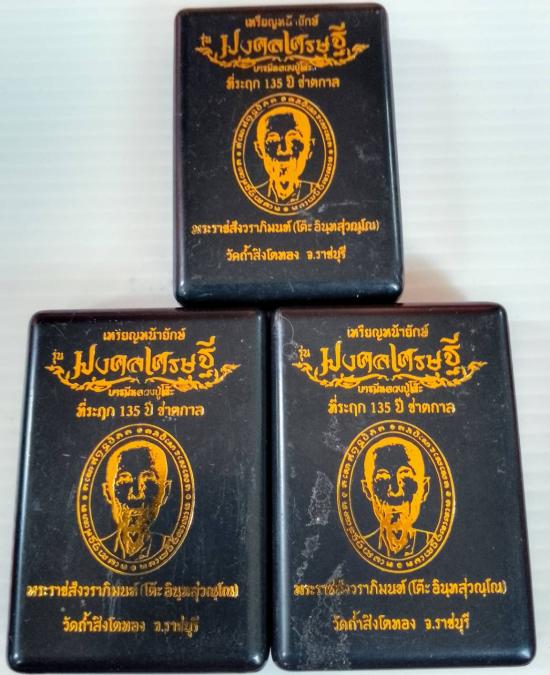 เหรียญหน้ายักษ์
รุ่น มงคลเศรษฐี
บารมีหลวงปู่โต๊ะ
ที่ระฤก 135 ปี ชาตกาล
พระราชสังวราภิมนฑ์ (โต๊ะ อินฺทสุวณฺโณ)
วัดถ้ำสิงโตทอง จ.ราชบุรี
เหรียญหน้ายักษ์
รุ่น มงคลเศรษฐี
บารมีหลวงปู่โต๊ะ
ที่ระฤก 135 ปี ชาตกาล
พระราชสังวราภิมนฑ์ (โต๊ะ อินฺทสุวณฺโณ)
วัดถ้ำสิงโตทอง จ.ราชบุรี
เหรียญหน้ายักษ์
รุ่น มงคลเศรษฐี
บารมีหลวงปู่โต๊ะ
ที่ระฤก 135 ปี ชาตกาล
พระราชสังวราภิมนฑ์ (โต๊ะ อินฺทสุวณฺโณ)
วัดถ้ำสิงโตทอง จ.ราชบุรี